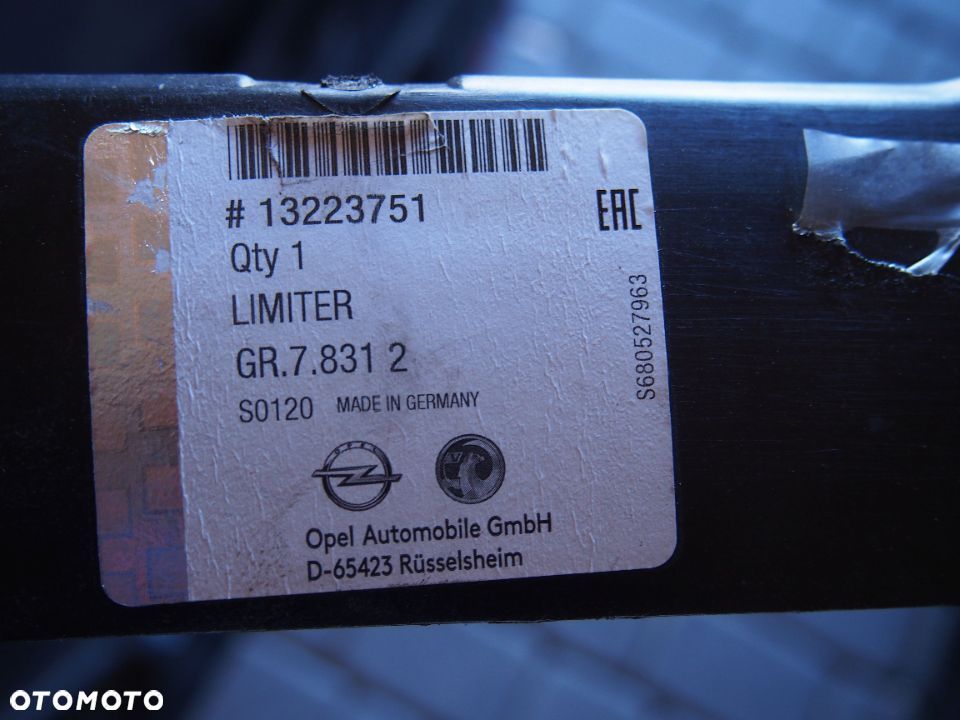 # 13223751
EAC
Qty 1
LIMITER
GR.7.831 2
S0120 MADE IN GERMANY
S680527963
OPEL
Opel Automobile GmbH
D-65423 Rüsselsheim
OTOMOTO